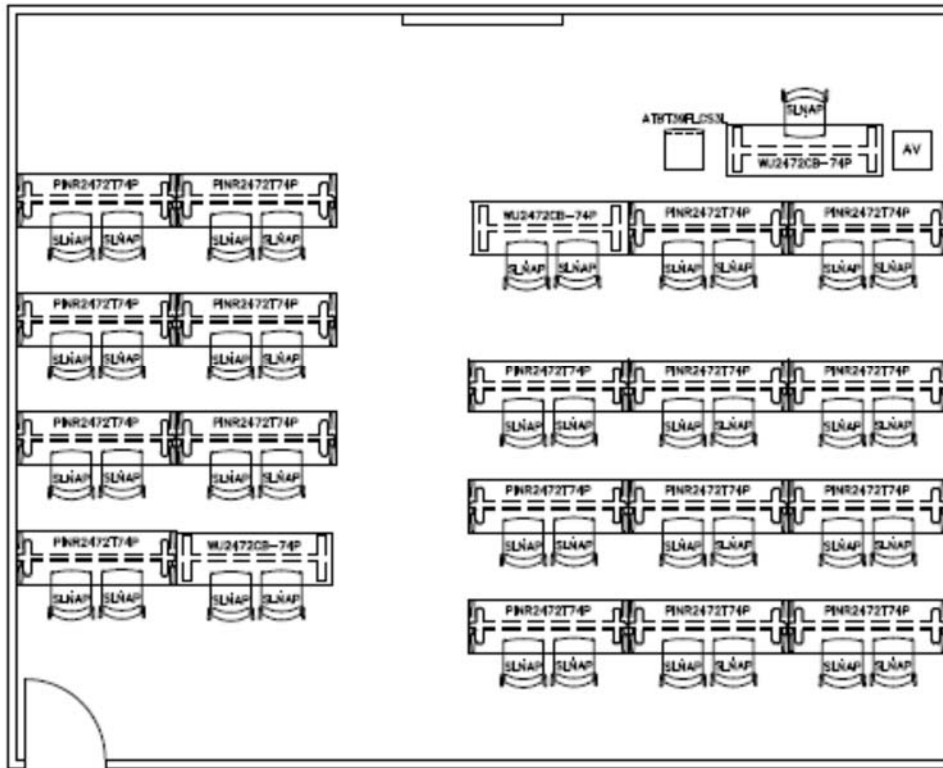 SLNAP
ATBT30FLCS3L
WU2472CB-74P
AV
PINR2472T74P PINR2472T74P
SLNAP SLNAP SLNAP SLNAP
WU2472CB-74P PINR2472T74P PINR2472T74P
SLNAP SLNAP SLNAP SLNAP SLNAP SLNAP
PINR2472T74P PINR2472T74P
SLNAP SLNAP SLNAP SLNAP
PINR2472T74P PINR2472T74P PINR2472T74P
SLNAP SLNAP SLNAP SLNAP SLNAP SLNAP
PINR2472T74P PINR2472T74P
SLNAP SLNAP SLNAP SLNAP
PINR2472T74P PINR2472T74P PINR2472T74P
SLNAP SLNAP SLNAP SLNAP SLNAP SLNAP
PINR2472T74P WU2472CB-74P
SLNAP SLNAP SLNAP SLNAP
PINR2472T74P PINR2472T74P PINR2472T74P
SLNAP SLNAP SLNAP SLNAP SLNAP SLNAP